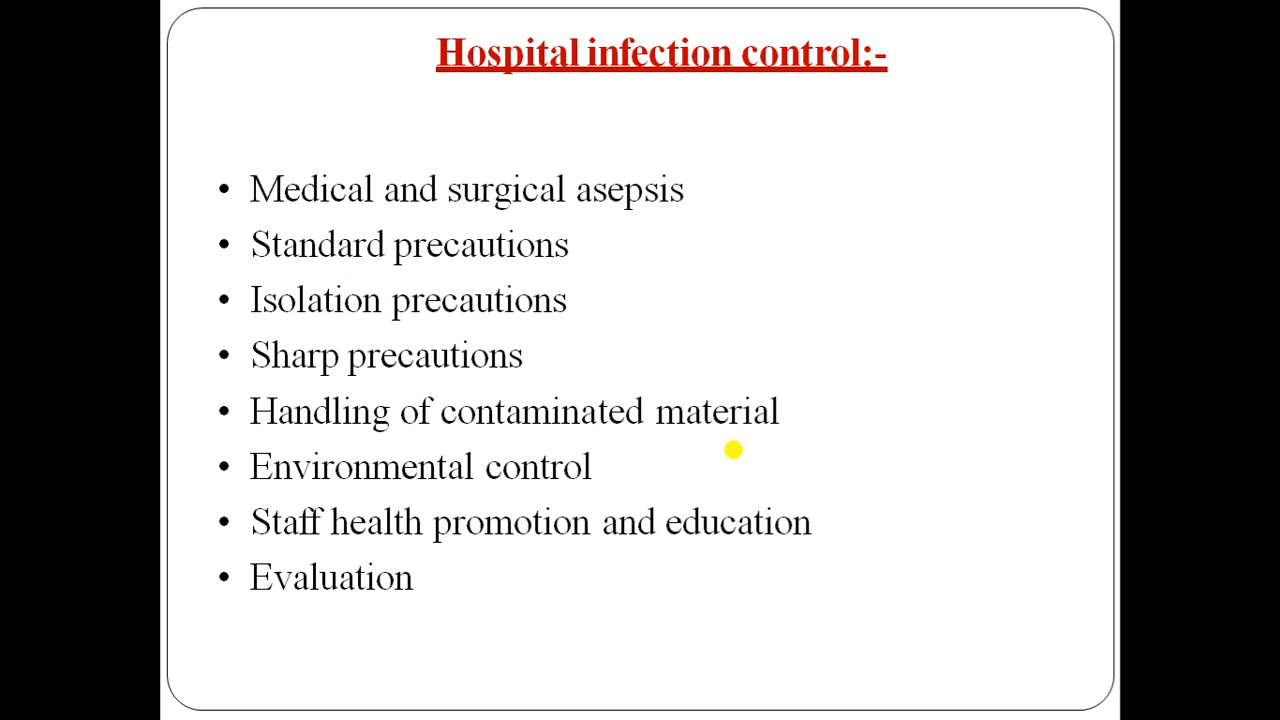 Hospital infection control:-
• Medical and surgical asepsis
• Standard precautions
• Isolation precautions
• Sharp precautions
• Handling of contaminated material
• Environmental control
• Staff health promotion and education
• Evaluation